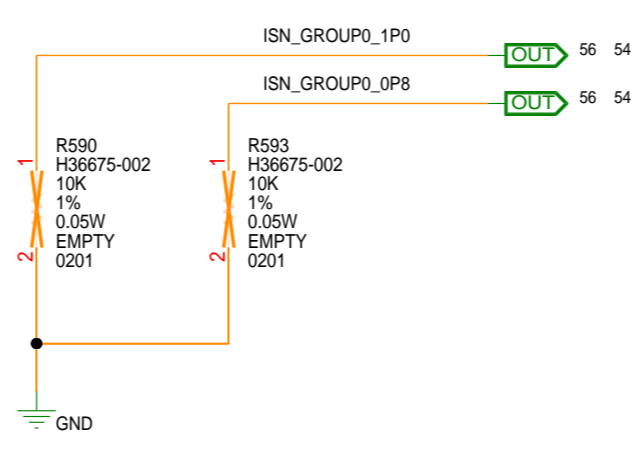 ISN_GROUP0_1P0
OUT 56 54
ISN_GROUP0_0P8
OUT 56 54
1
R590
H36675-002
10K
1%
0.05W
EMPTY
0201
2
1
R593
H36675-002
10K
1%
0.05W
EMPTY
0201
2
GND